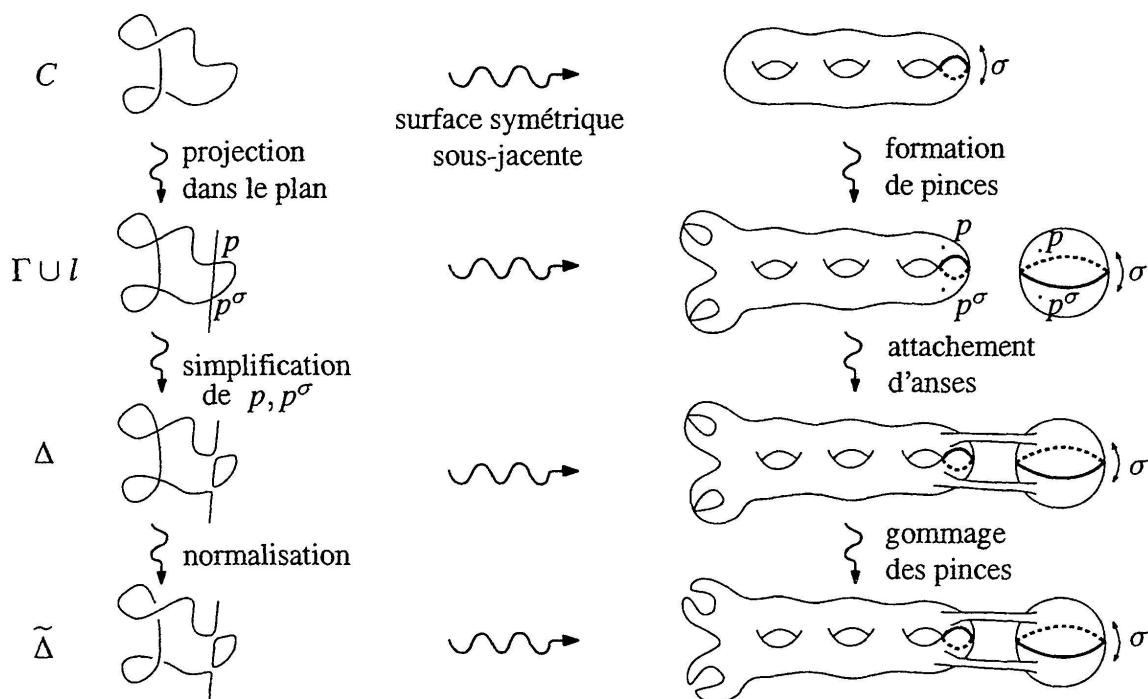 C
σ
surface symétrique
sous-jacente
projection
dans le plan
formation
de pinces
Γ ∪ l
p
p^σ
p
p^σ
p
p^σ
σ
simplification
de p, p^σ
attachement
d'anses
Δ
σ
normalisation
gommage
des pinces
Δ̃
σ